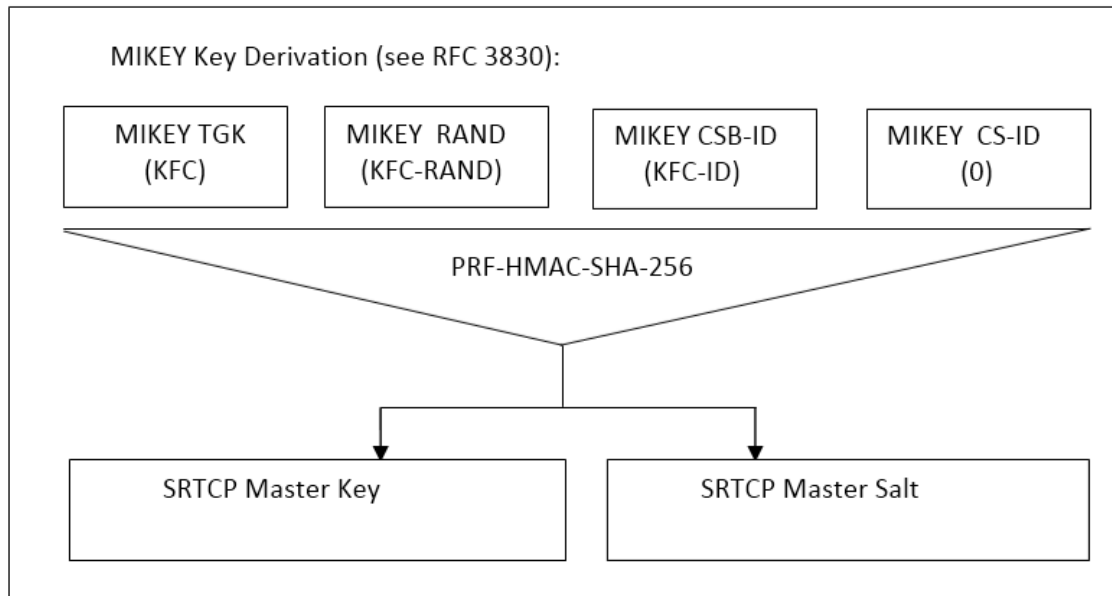 MIKEY Key Derivation (see RFC 3830):
MIKEY TGK
(KFC)
MIKEY RAND
(KFC-RAND)
MIKEY CSB-ID
(KFC-ID)
MIKEY CS-ID
(0)
PRF-HMAC-SHA-256
SRTCP Master Key
SRTCP Master Salt